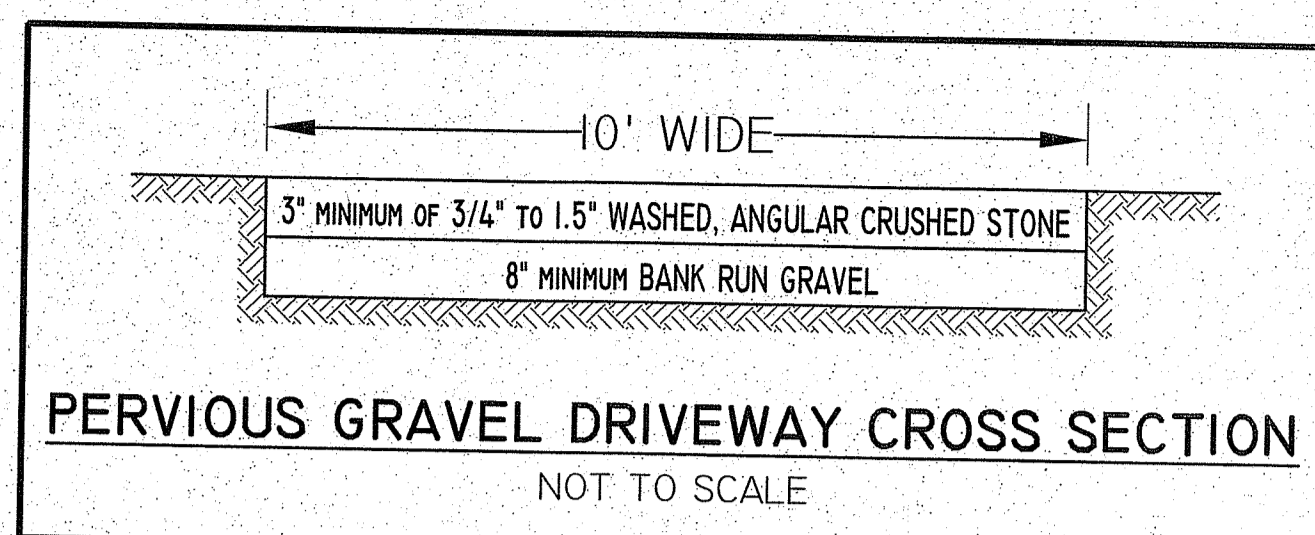 10' WIDE
3" MINIMUM OF 3/4" TO 1.5" WASHED, ANGULAR CRUSHED STONE
8" MINIMUM BANK RUN GRAVEL
PERVIOUS GRAVEL DRIVEWAY CROSS SECTION
NOT TO SCALE